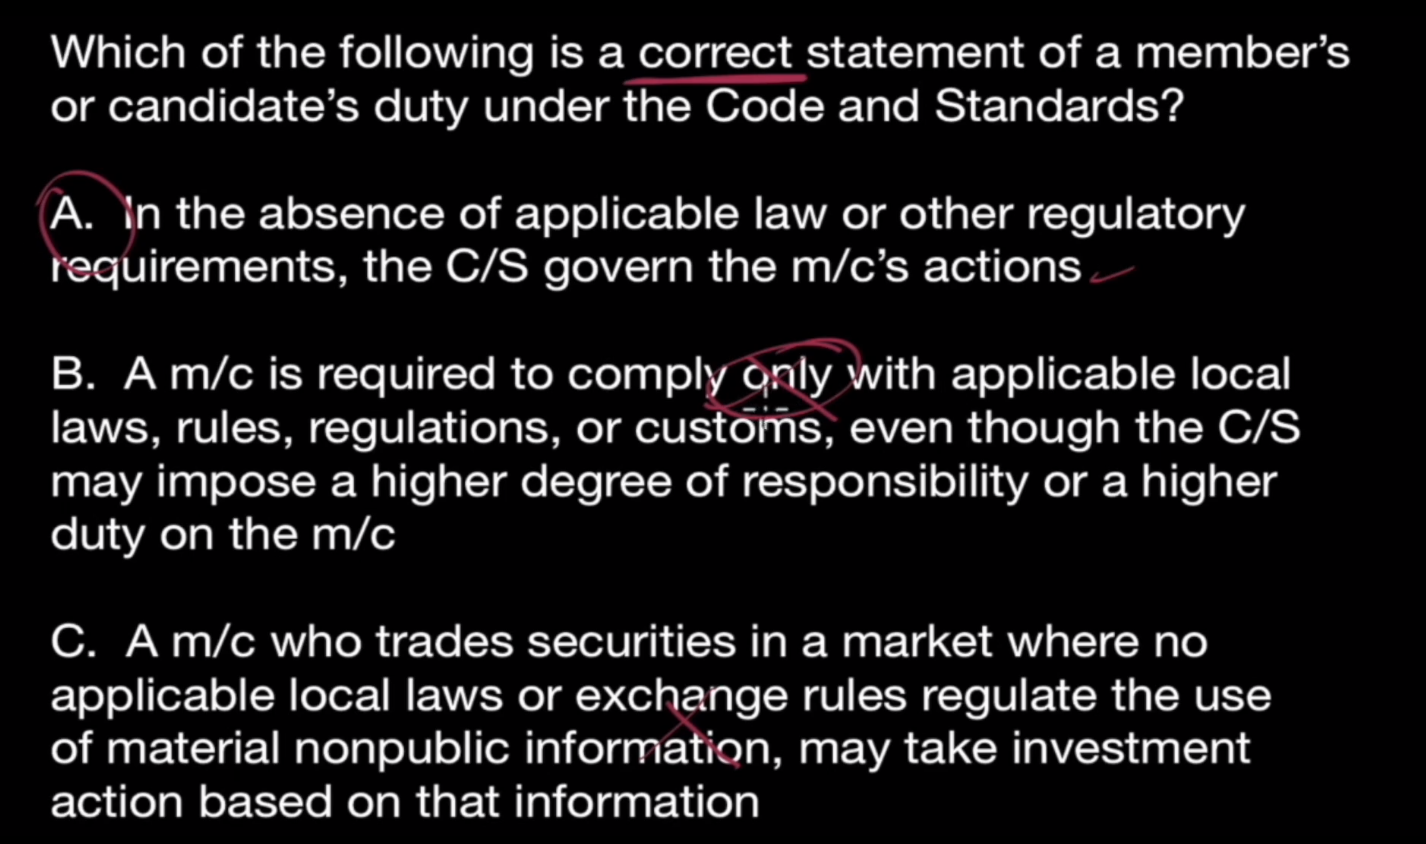 Which of the following is a correct statement of a member’s
or candidate’s duty under the Code and Standards?
A. In the absence of applicable law or other regulatory
requirements, the C/S govern the m/c’s actions
B. A m/c is required to comply only with applicable local
laws, rules, regulations, or customs, even though the C/S
may impose a higher degree of responsibility or a higher
duty on the m/c
C. A m/c who trades securities in a market where no
applicable local laws or exchange rules regulate the use
of material nonpublic information, may take investment
action based on that information